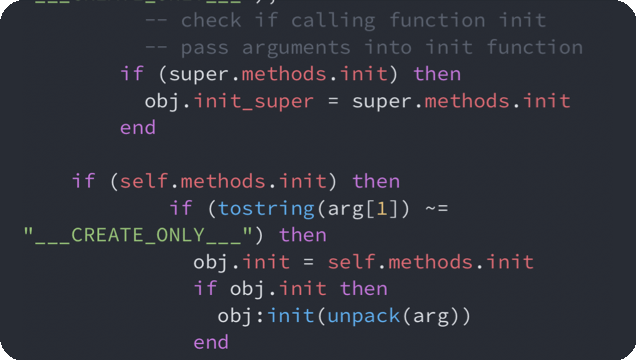 "___CREATE_ONLY___"),
-- check if calling function init
-- pass arguments into init function
if (super.methods.init) then
obj.init_super = super.methods.init
end
if (self.methods.init) then
if (tostring(arg[1]) ~=
"___CREATE_ONLY___") then
obj.init = self.methods.init
if obj.init then
obj:init(unpack(arg))
end